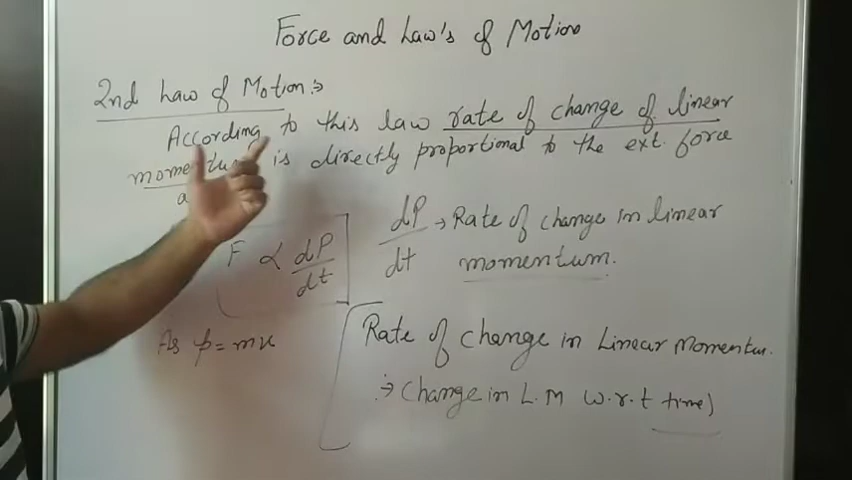 Force and Law's of Motion
2nd Law of Motion :→
According to this law rate of change of linear
is directly proportional to the ext. force
F ∝ dP/dt
dP/dt → Rate of change in linear
momentum.
As p = mv
Rate of change in Linear Momentum.
:→ Change in L.M (w.r.t time)